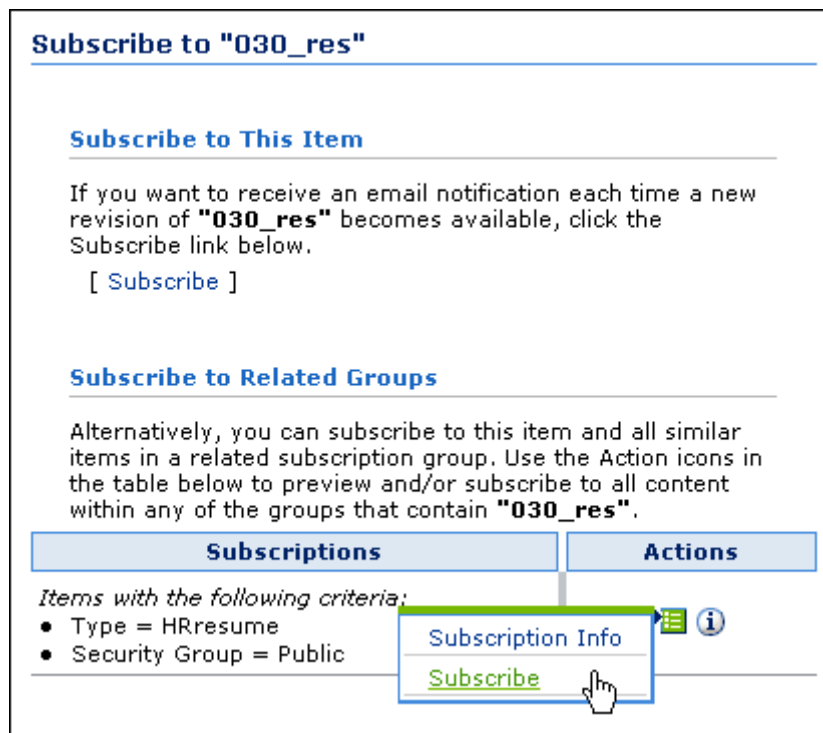 Subscribe to "030_res"
Subscribe to This Item
If you want to receive an email notification each time a new
revision of "030_res" becomes available, click the
Subscribe link below.
[ Subscribe ]
Subscribe to Related Groups
Alternatively, you can subscribe to this item and all similar
items in a related subscription group. Use the Action icons in
the table below to preview and/or subscribe to all content
within any of the groups that contain "030_res".
Subscriptions Actions
Items with the following criteria:
● Type = HRresume
● Security Group = Public
Subscription Info
Subscribe